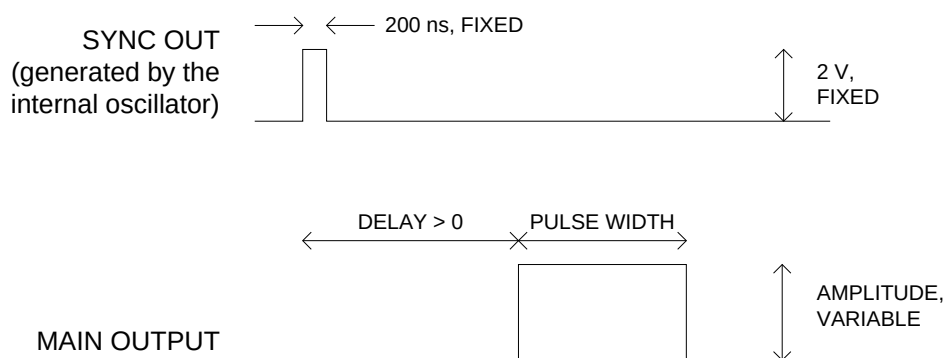 200 ns, FIXED
SYNC OUT
(generated by the
internal oscillator)
2 V,
FIXED
DELAY > 0
PULSE WIDTH
AMPLITUDE,
VARIABLE
MAIN OUTPUT